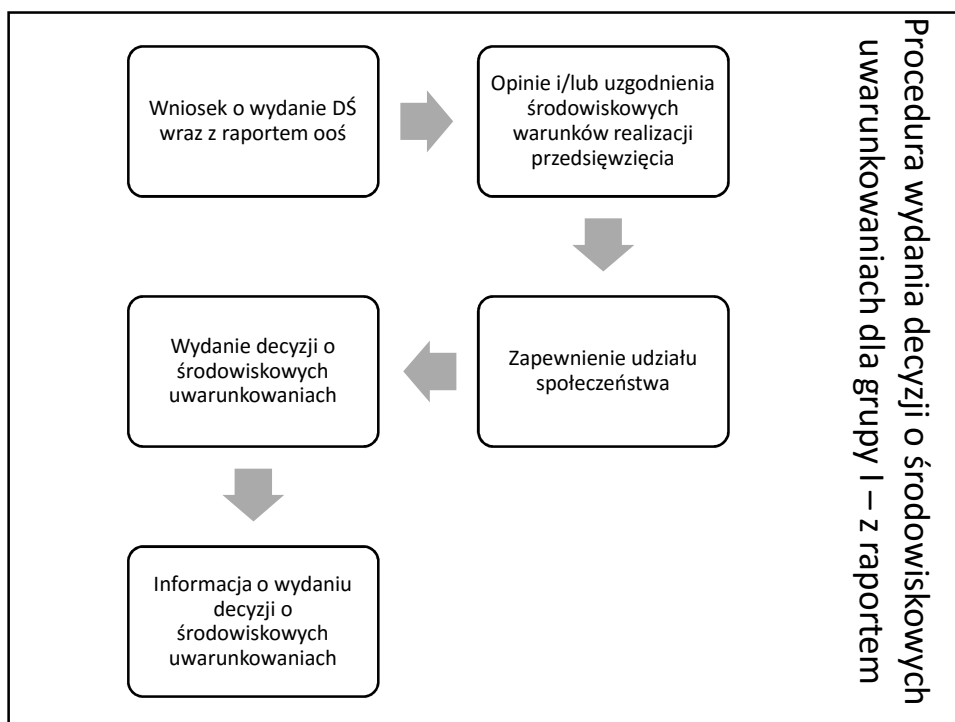 Procedura wydania decyzji o środowiskowych
uwarunkowaniach dla grupy I – z raportem
Wniosek o wydanie DŚ
wraz z raportem ooś
Opinie i/lub uzgodnienia
środowiskowych
warunków realizacji
przedsięwzięcia
Zapewnienie udziału
społeczeństwa
Wydanie decyzji o
środowiskowych
uwarunkowaniach
Informacja o wydaniu
decyzji o
środowiskowych
uwarunkowaniach